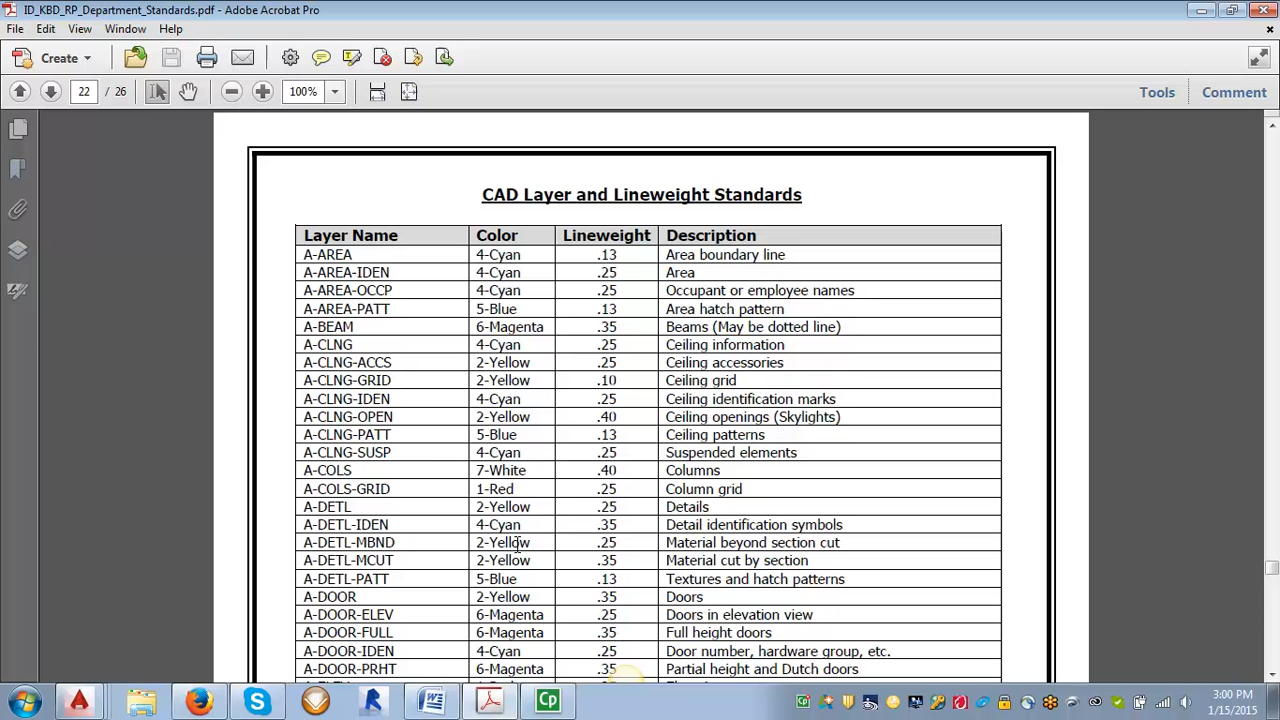 ID_KBD_RP_Department_Standards.pdf - Adobe Acrobat Pro
File Edit View Window Help
Create
22 / 26 100% Tools Comment
CAD Layer and Lineweight Standards
Layer Name Color Lineweight Description
A-AREA 4-Cyan .13 Area boundary line
A-AREA-IDEN 4-Cyan .25 Area
A-AREA-OCCP 4-Cyan .25 Occupant or employee names
A-AREA-PATT 5-Blue .13 Area hatch pattern
A-BEAM 6-Magenta .35 Beams (May be dotted line)
A-CLNG 4-Cyan .25 Ceiling information
A-CLNG-ACCS 2-Yellow .25 Ceiling accessories
A-CLNG-GRID 2-Yellow .10 Ceiling grid
A-CLNG-IDEN 4-Cyan .25 Ceiling identification marks
A-CLNG-OPEN 2-Yellow .40 Ceiling openings (Skylights)
A-CLNG-PATT 5-Blue .13 Ceiling patterns
A-CLNG-SUSP 4-Cyan .25 Suspended elements
A-COLS 7-White .40 Columns
A-COLS-GRID 1-Red .25 Column grid
A-DETL 2-Yellow .25 Details
A-DETL-IDEN 4-Cyan .35 Detail identification symbols
A-DETL-MBND 2-Yellow .25 Material beyond section cut
A-DETL-MCUT 2-Yellow .35 Material cut by section
A-DETL-PATT 5-Blue .13 Textures and hatch patterns
A-DOOR 2-Yellow .35 Doors
A-DOOR-ELEV 6-Magenta .25 Doors in elevation view
A-DOOR-FULL 6-Magenta .35 Full height doors
A-DOOR-IDEN 4-Cyan .25 Door number, hardware group, etc.
A-DOOR-PRHT 6-Magenta .35 Partial height and Dutch doors
3:00 PM
1/15/2015